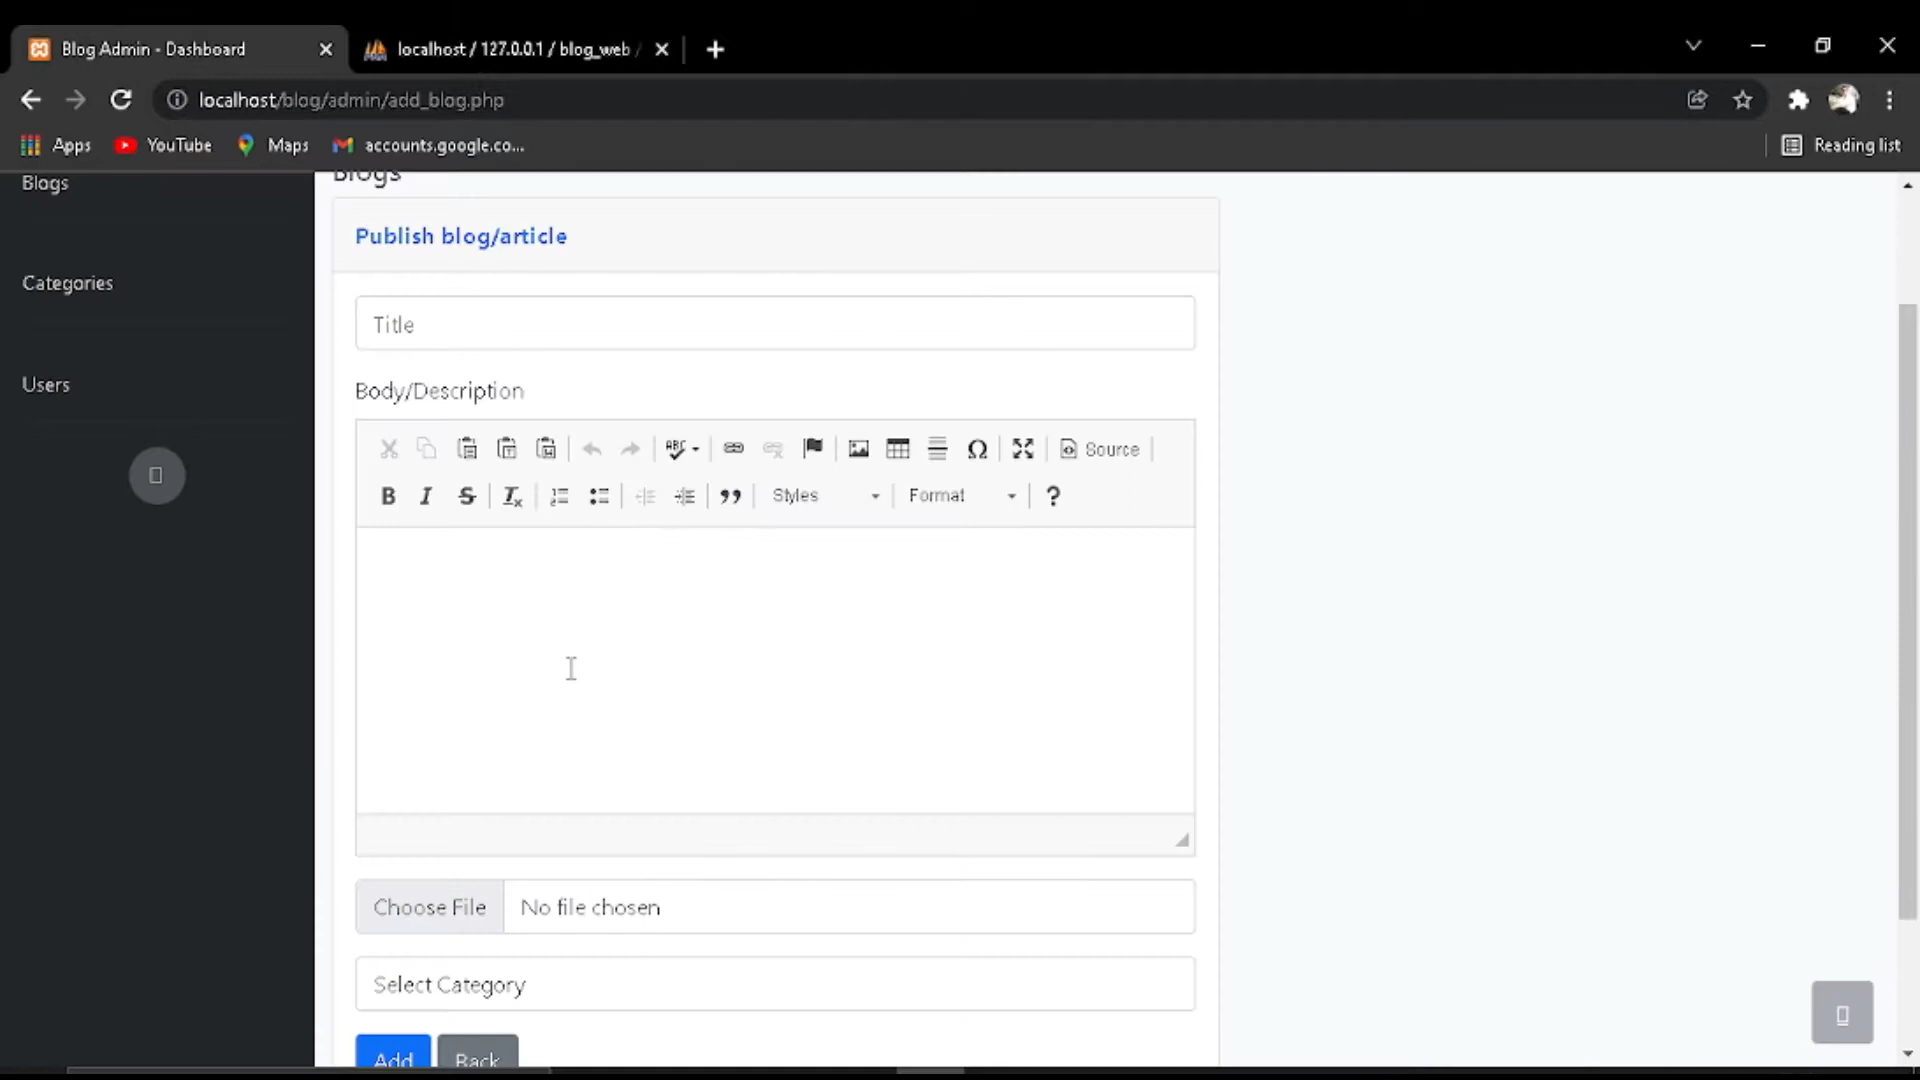 Blog Admin - Dashboard
localhost / 127.0.0.1 / blog_web /
localhost/blog/admin/add_blog.php
Apps
YouTube
Maps
accounts.google.co...
Reading list
Blogs
Categories
Users
Blogs
Publish blog/article
Title
Body/Description
ABC
Source
B I S Tx
Styles
Format
?
Choose File No file chosen
Select Category
Add
Back